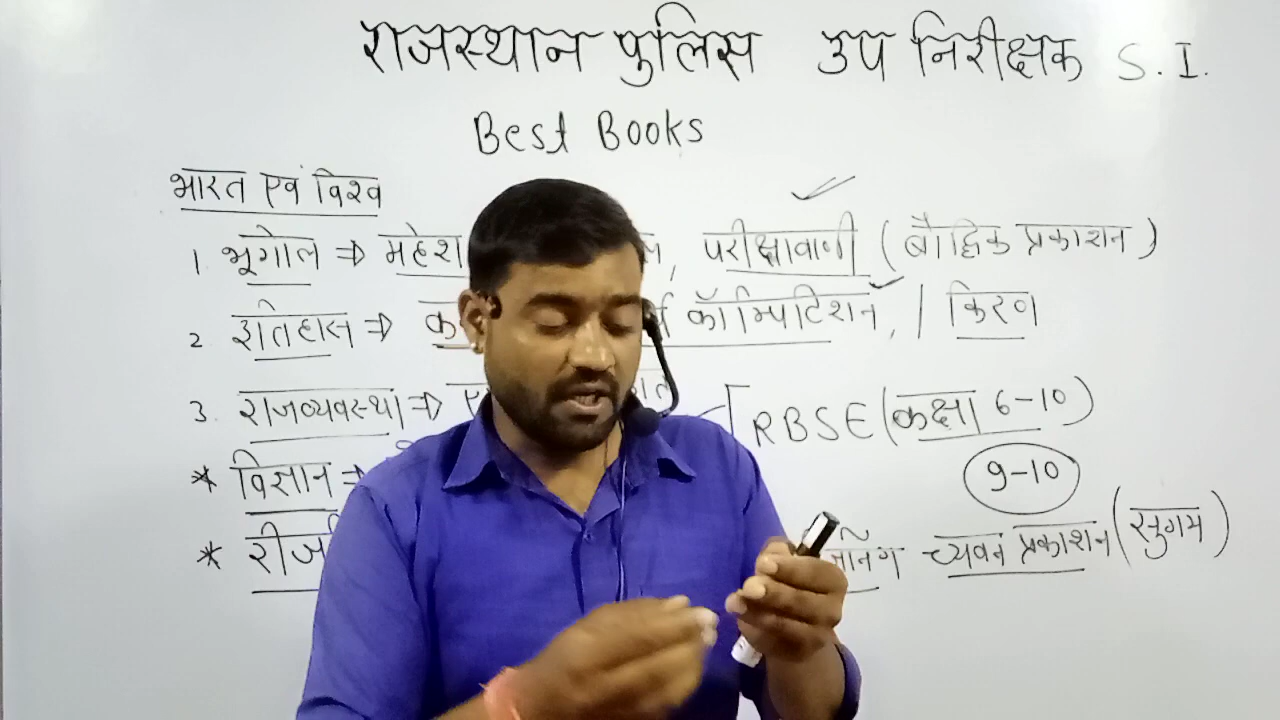 राजस्थान पुलिस उप निरीक्षक S.I.
Best Books
भारत एवं विश्व
1 भूगोल ⇒ महेश , परीक्षावाणी (बौद्धिक प्रकाशन)
2. इतिहास ⇒ कॉम्पिटिशन, / किरण
3. राजव्यवस्था ⇒ [RBSE (कक्षा 6-10)
* विज्ञान ⇒ 9-10
* च्यवन प्रकाशन (सुगम)